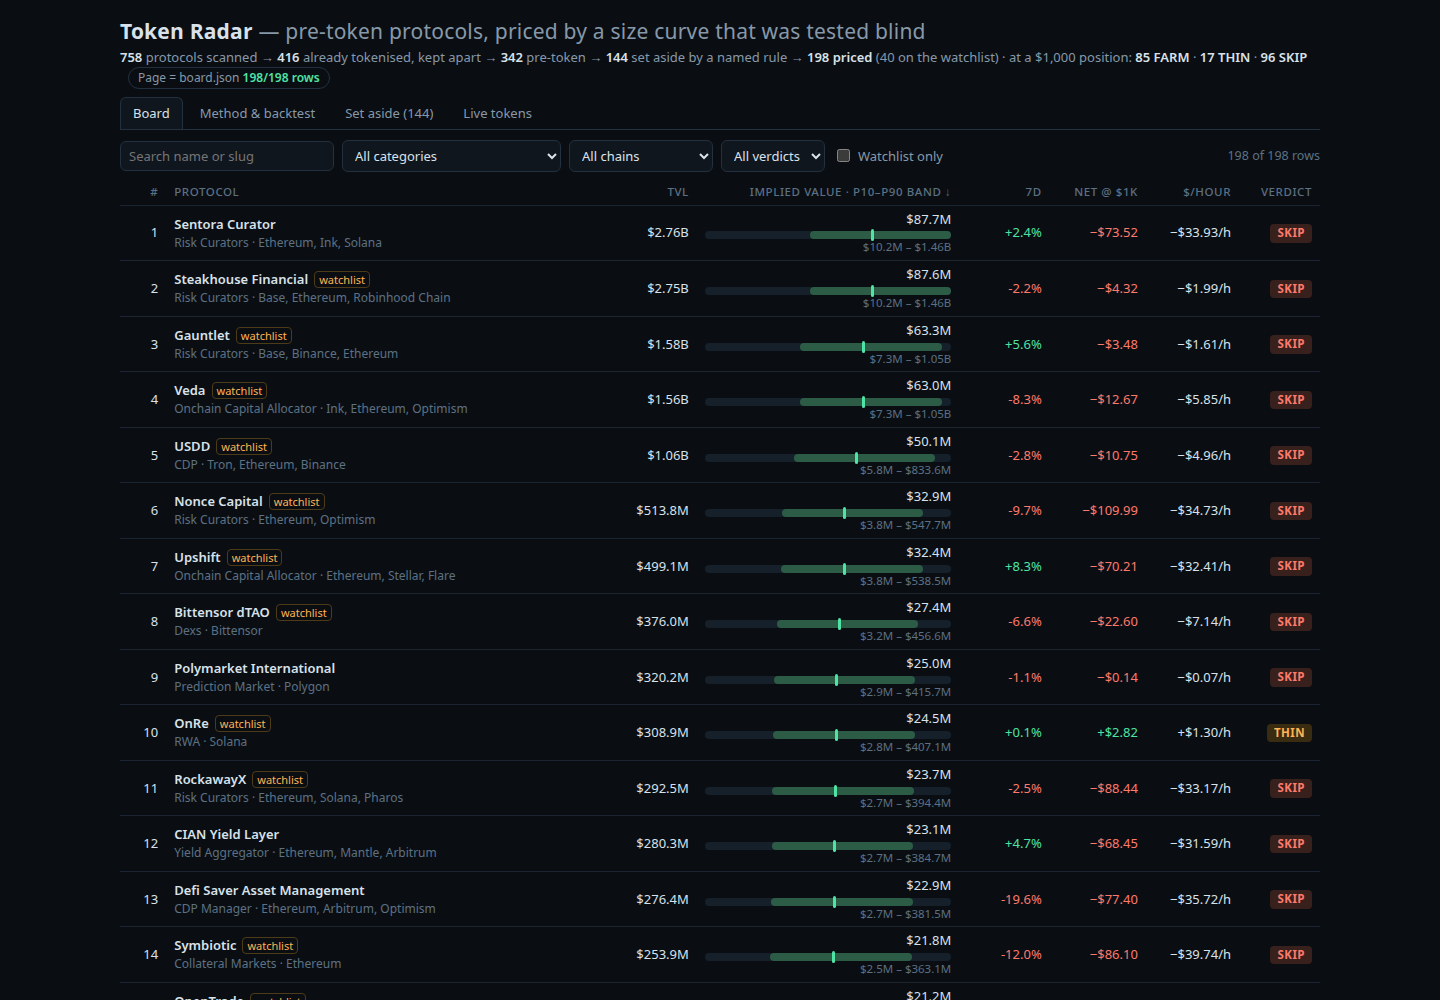 Token Radar — pre-token protocols, priced by a size curve that was tested blind
758 protocols scanned → 416 already tokenised, kept apart → 342 pre-token → 144 set aside by a named rule → 198 priced (40 on the watchlist) · at a $1,000 position: 85 FARM · 17 THIN · 96 SKIP
Page = board.json 198/198 rows
Board Method & backtest Set aside (144) Live tokens
Search name or slug All categories All chains All verdicts Watchlist only 198 of 198 rows
# PROTOCOL TVL IMPLIED VALUE · P10–P90 BAND ↓ 7D NET @ $1K $/HOUR VERDICT
1 Sentora Curator $2.76B $87.7M +2.4% −$73.52 −$33.93/h SKIP
Risk Curators · Ethereum, Ink, Solana $10.2M – $1.46B
2 Steakhouse Financial watchlist $2.75B $87.6M -2.2% −$4.32 −$1.99/h SKIP
Risk Curators · Base, Ethereum, Robinhood Chain $10.2M – $1.46B
3 Gauntlet watchlist $1.58B $63.3M +5.6% −$3.48 −$1.61/h SKIP
Risk Curators · Base, Binance, Ethereum $7.3M – $1.05B
4 Veda watchlist $1.56B $63.0M -8.3% −$12.67 −$5.85/h SKIP
Onchain Capital Allocator · Ink, Ethereum, Optimism $7.3M – $1.05B
5 USDD watchlist $1.06B $50.1M -2.8% −$10.75 −$4.96/h SKIP
CDP · Tron, Ethereum, Binance $5.8M – $833.6M
6 Nonce Capital watchlist $513.8M $32.9M -9.7% −$109.99 −$34.73/h SKIP
Risk Curators · Ethereum, Optimism $3.8M – $547.7M
7 Upshift watchlist $499.1M $32.4M +8.3% −$70.21 −$32.41/h SKIP
Onchain Capital Allocator · Ethereum, Stellar, Flare $3.8M – $538.5M
8 Bittensor dTAO watchlist $376.0M $27.4M -6.6% −$22.60 −$7.14/h SKIP
Dexs · Bittensor $3.2M – $456.6M
9 Polymarket International $320.2M $25.0M -1.1% −$0.14 −$0.07/h SKIP
Prediction Market · Polygon $2.9M – $415.7M
10 OnRe watchlist $308.9M $24.5M +0.1% +$2.82 +$1.30/h THIN
RWA · Solana $2.8M – $407.1M
11 RockawayX watchlist $292.5M $23.7M -2.5% −$88.44 −$33.17/h SKIP
Risk Curators · Ethereum, Solana, Pharos $2.7M – $394.4M
12 CIAN Yield Layer $280.3M $23.1M +4.7% −$68.45 −$31.59/h SKIP
Yield Aggregator · Ethereum, Mantle, Arbitrum $2.7M – $384.7M
13 Defi Saver Asset Management $276.4M $22.9M -19.6% −$77.40 −$35.72/h SKIP
CDP Manager · Ethereum, Arbitrum, Optimism $2.7M – $381.5M
14 Symbiotic watchlist $253.9M $21.8M -12.0% −$86.10 −$39.74/h SKIP
Collateral Markets · Ethereum $2.5M – $363.1M
OpenTrade watchlist $21.2M